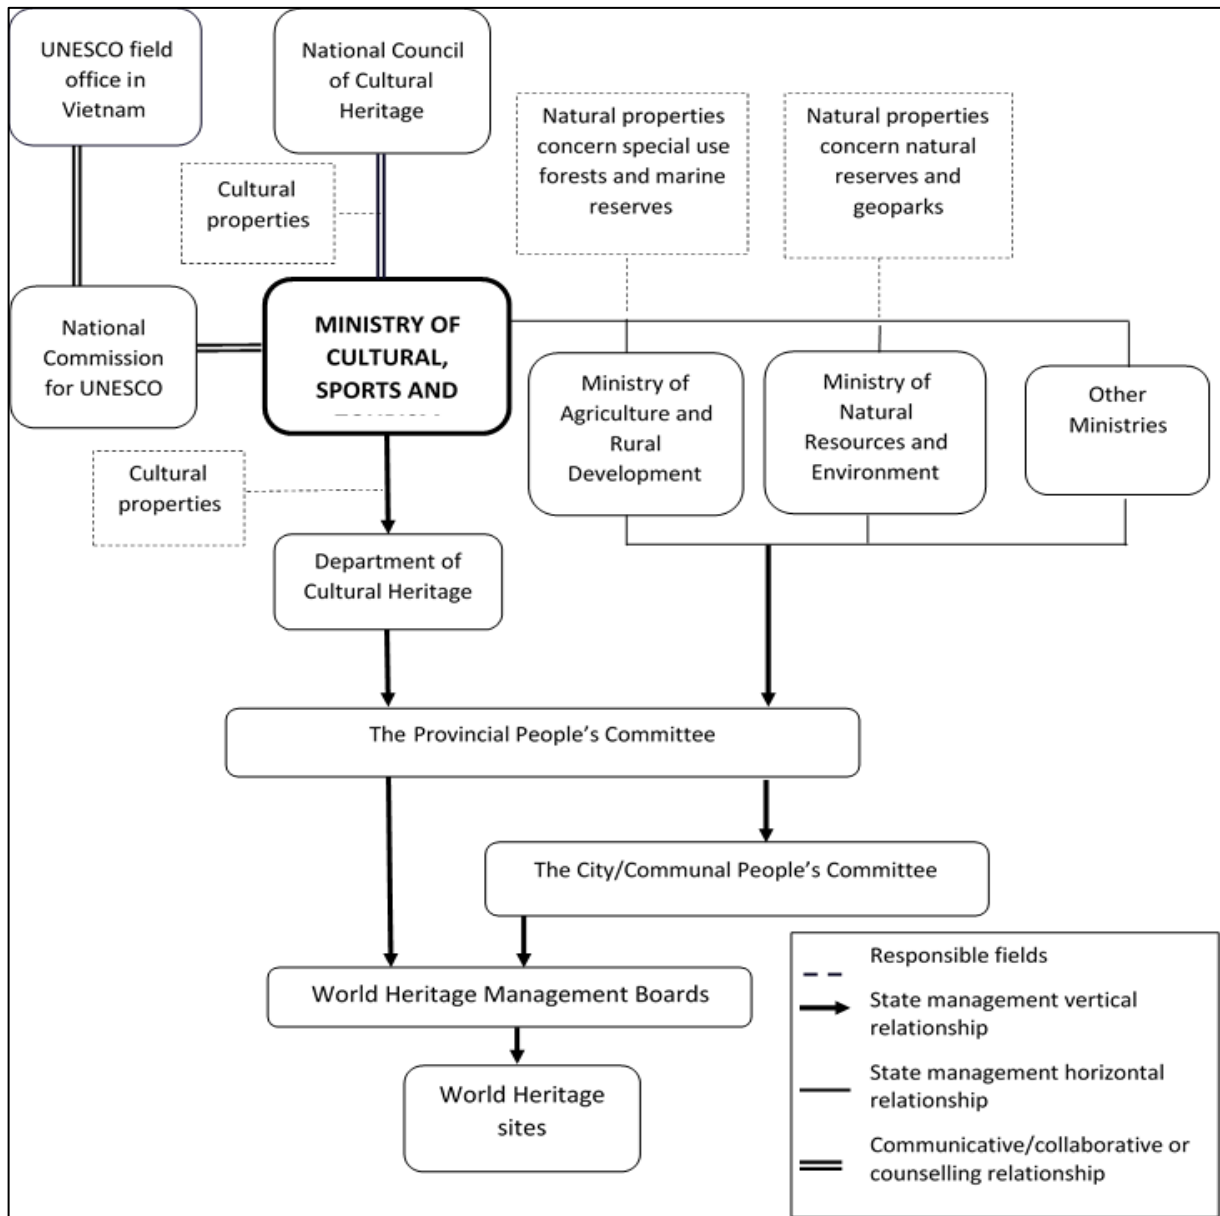 UNESCO field
office in
Vietnam
National Council
of Cultural
Heritage
Natural properties
concern special use
forests and marine
reserves
Natural properties
concern natural
reserves and
geoparks
Cultural
properties
National
Commission
for UNESCO
MINISTRY OF
CULTURAL,
SPORTS AND
Ministry of
Agriculture and
Rural
Development
Ministry of
Natural
Resources and
Environment
Other
Ministries
Cultural
properties
Department of
Cultural Heritage
The Provincial People’s Committee
The City/Communal People’s Committee
World Heritage Management Boards
World Heritage
sites
Responsible fields
State management vertical
relationship
State management horizontal
relationship
Communicative/collaborative or
counselling relationship